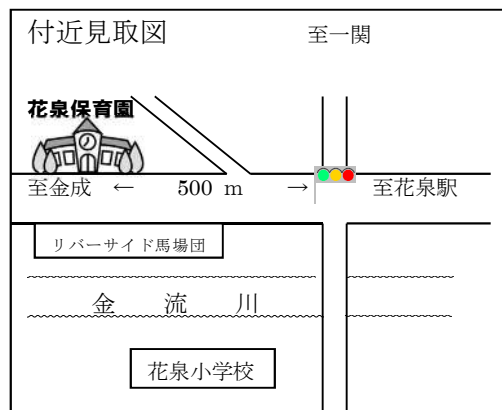 付近見取図
至一関
花泉保育園
至金成 ← 500 m → 至花泉駅
リバーサイド馬場団
金 流 川
花泉小学校